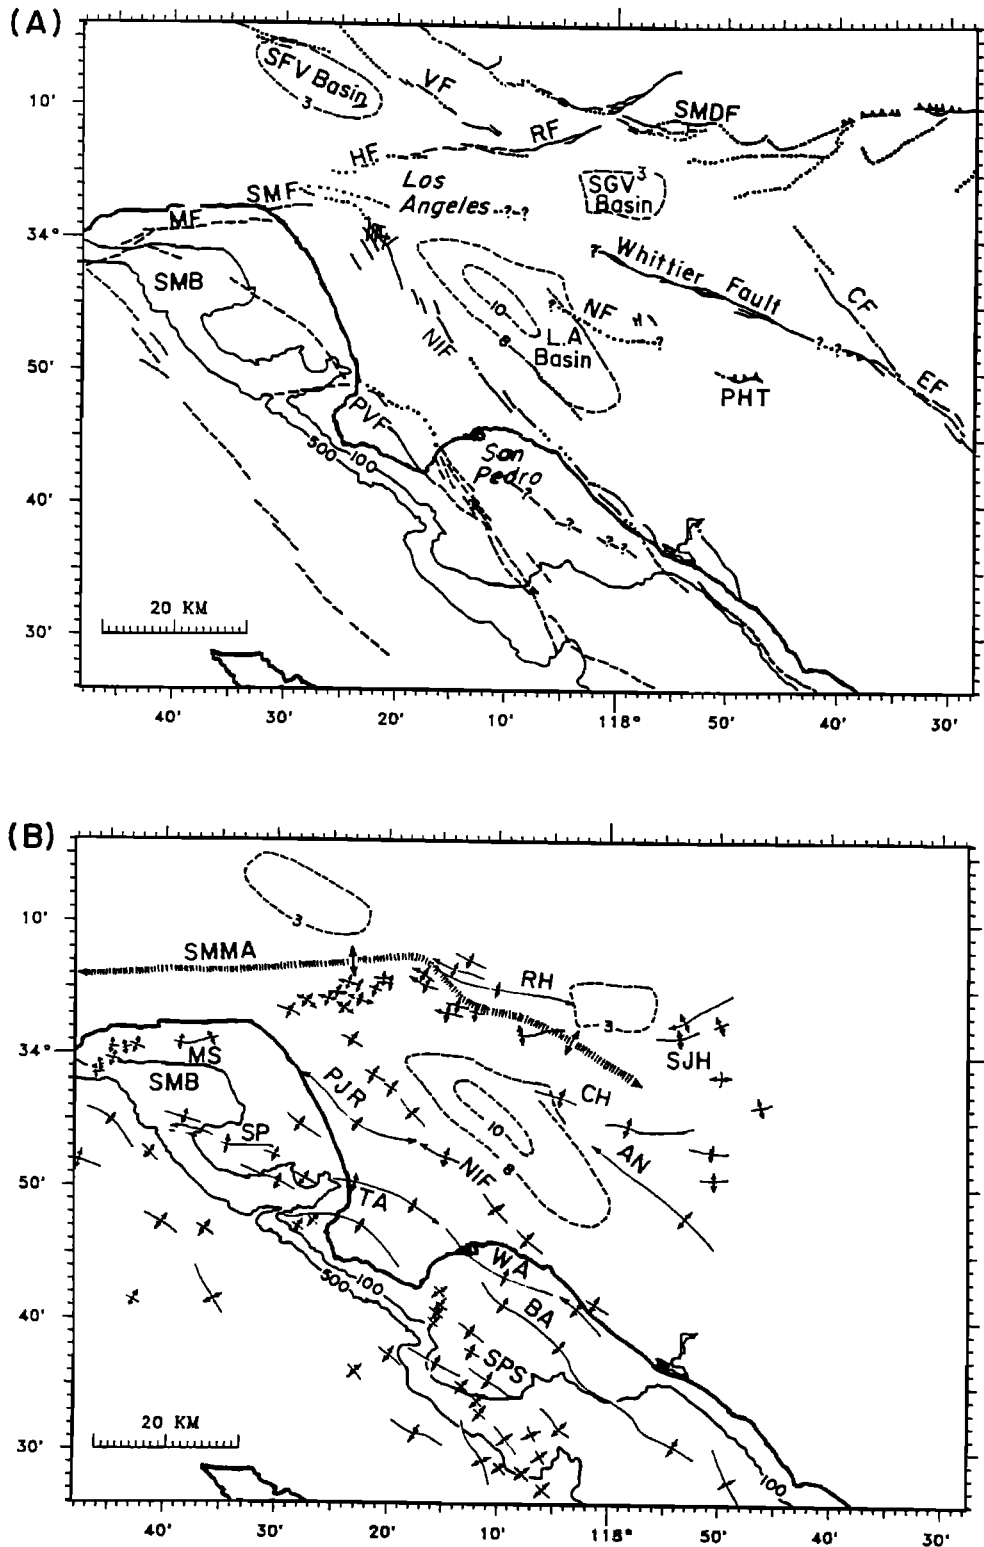 (A)
SFV Basin
3
VF
SMDF
10'
RF
HF
Los
Angeles
?-?
SGV 3
Basin
SMF
MF
34°
?
Whittier Fault
SMB
10
?
NF
CF
NIF
8
L.A
Basin
?
?-?
50'
PHT
EF
PVF
500
100
San
Pedro
?
?
?-?
40'
20 KM
30'
40'
30'
20'
10'
118°
50'
40'
30'
(B)
3
10'
SMMA
RH
3
34°
MS
SJH
SMB
PJR
CH
10
SP
8
AN
NIF
50'
TA
WA
500
100
BA
40'
SPS
20 KM
30'
100
40'
30'
20'
10'
118°
50'
40'
30'